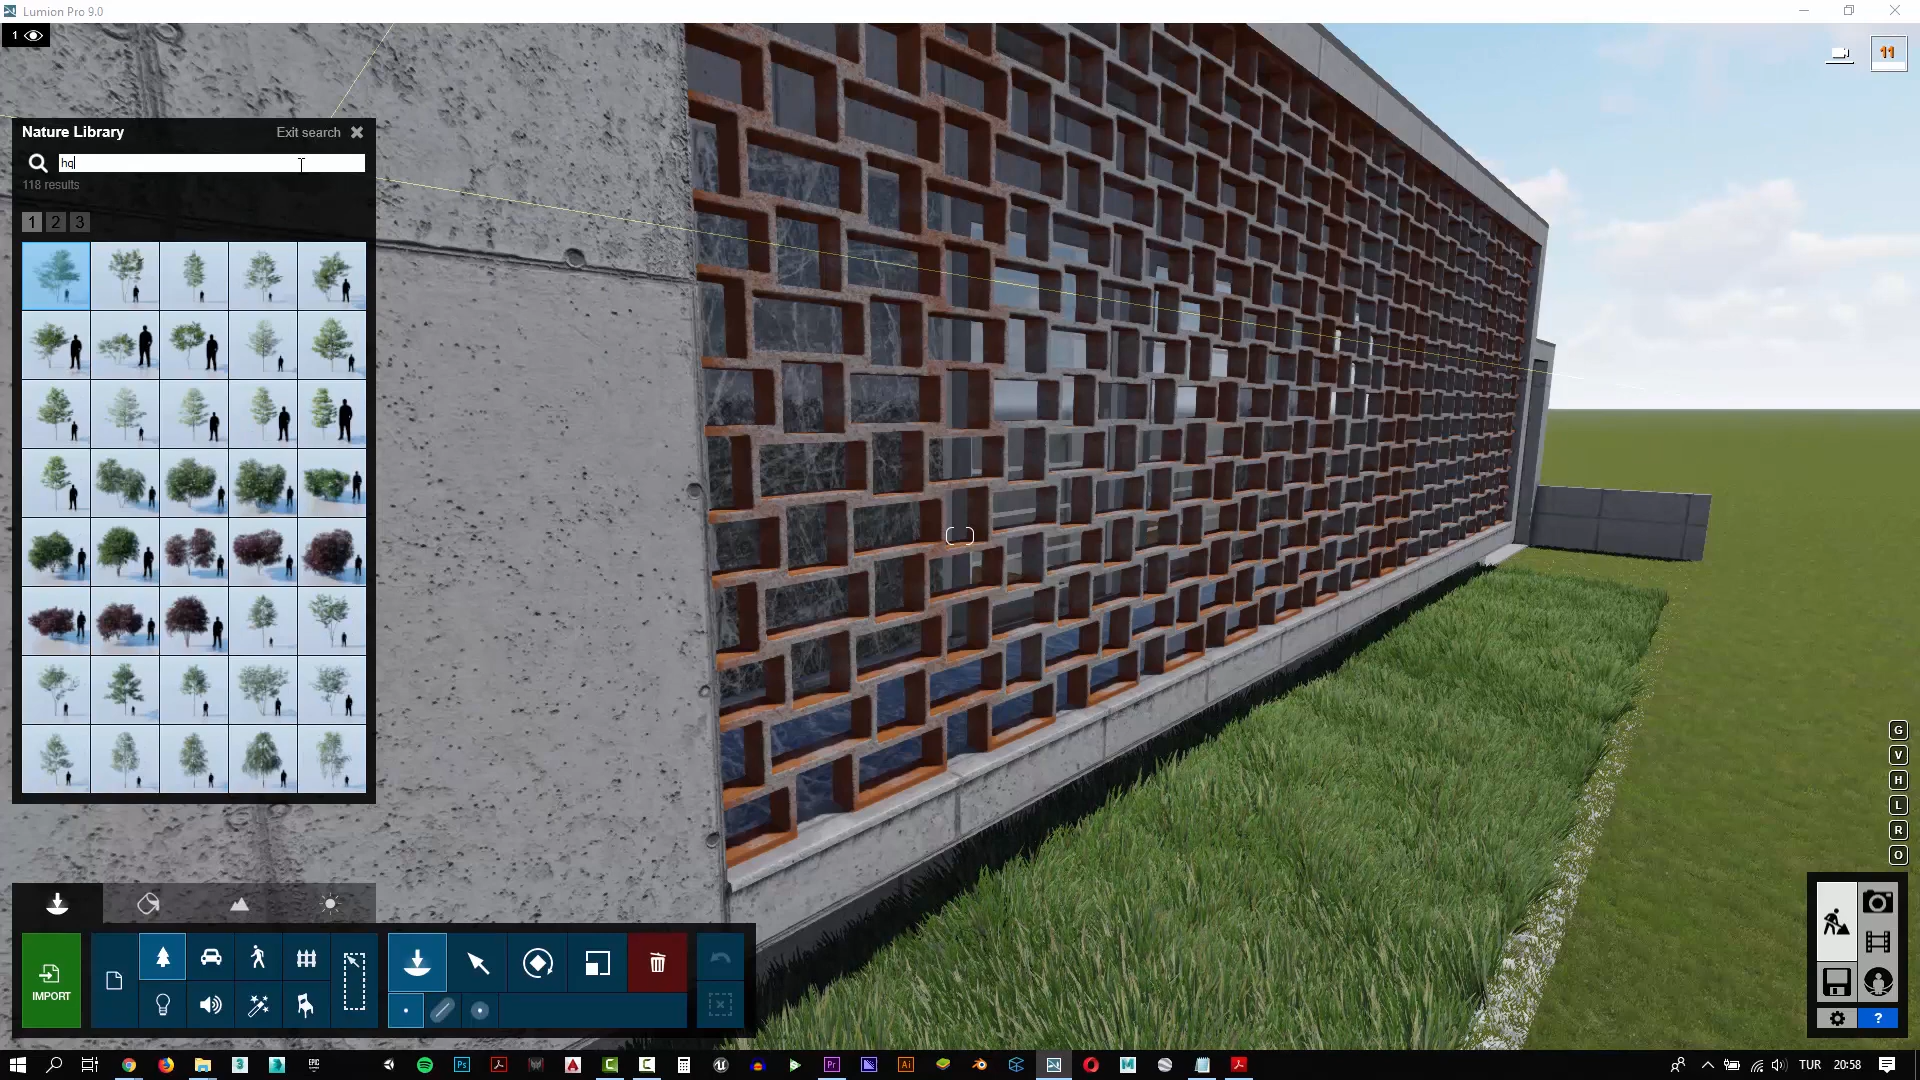 Lumion Pro 9.0
1
11
Nature Library
Exit search
hq
118 results
1 2 3
G
V
H
L
R
O
IMPORT
?
TUR
20:58